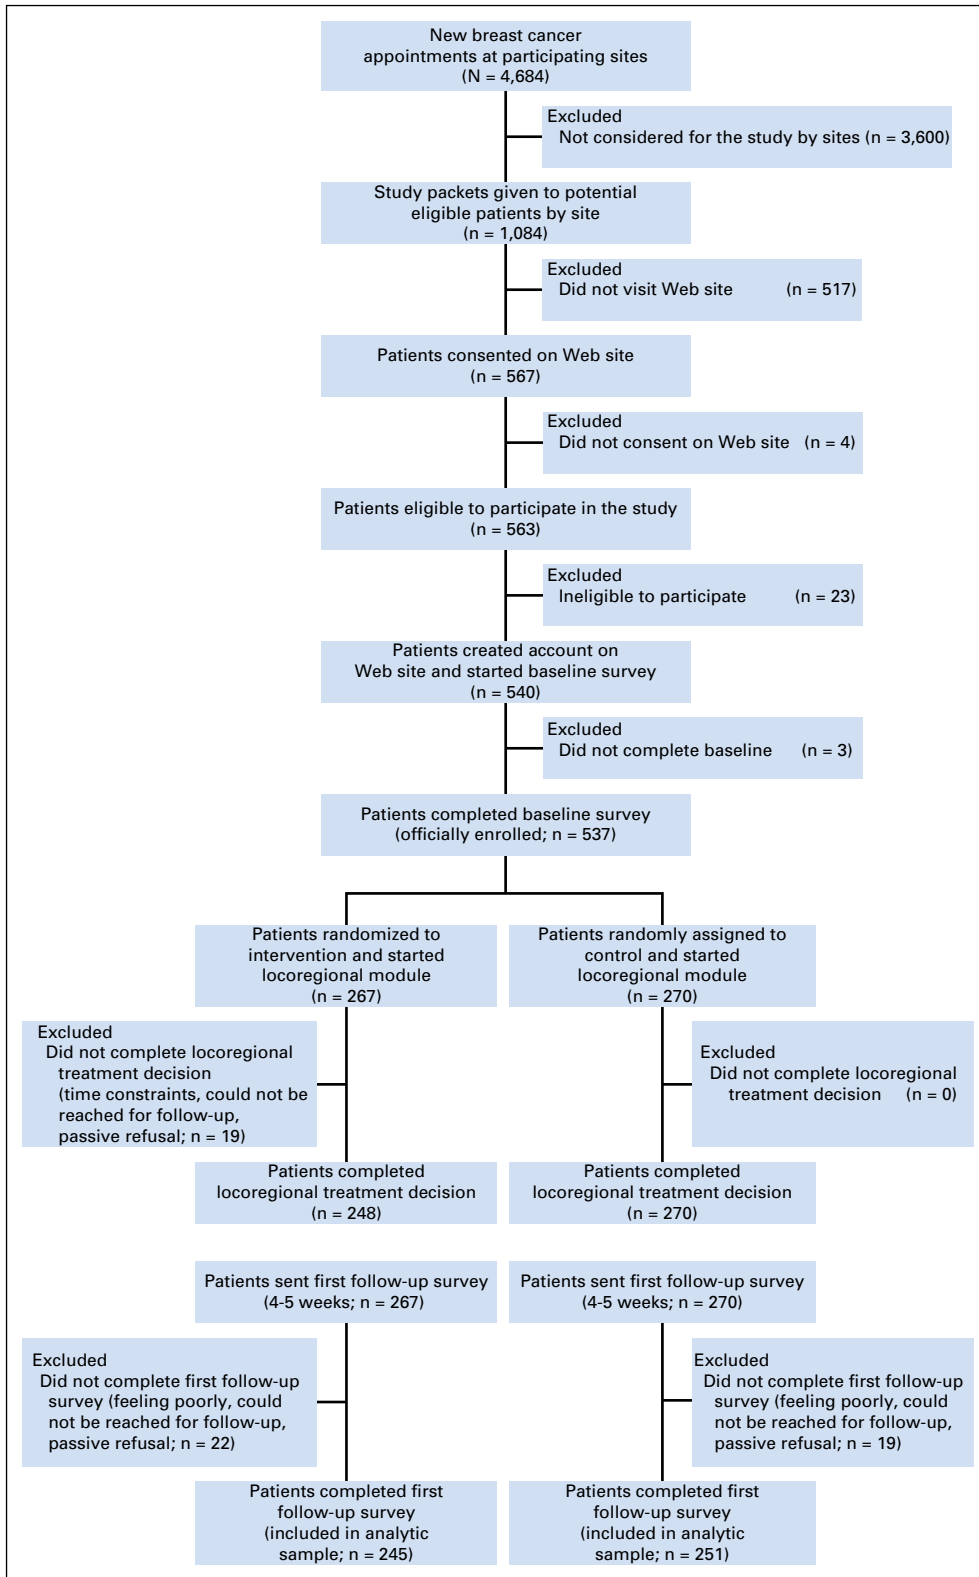 New breast cancer
appointments at participating sites
(N = 4,684)
Excluded
Not considered for the study by sites (n = 3,600)
Study packets given to potential
eligible patients by site
(n = 1,084)
Excluded
Did not visit Web site (n = 517)
Patients consented on Web site
(n = 567)
Excluded
Did not consent on Web site (n = 4)
Patients eligible to participate in the study
(n = 563)
Excluded
Ineligible to participate (n = 23)
Patients created account on
Web site and started baseline survey
(n = 540)
Excluded
Did not complete baseline (n = 3)
Patients completed baseline survey
(officially enrolled; n = 537)
Patients randomized to
intervention and started
locoregional module
(n = 267)
Patients randomly assigned to
control and started
locoregional module
(n = 270)
Excluded
Did not complete locoregional
treatment decision
(time constraints, could not be
reached for follow-up,
passive refusal; n = 19)
Excluded
Did not complete locoregional
treatment decision (n = 0)
Patients completed
locoregional treatment decision
(n = 248)
Patients completed
locoregional treatment decision
(n = 270)
Patients sent first follow-up survey
(4-5 weeks; n = 267)
Patients sent first follow-up survey
(4-5 weeks; n = 270)
Excluded
Did not complete first follow-up
survey (feeling poorly, could
not be reached for follow-up,
passive refusal; n = 22)
Excluded
Did not complete first follow-up
survey (feeling poorly, could
not be reached for follow-up,
passive refusal; n = 19)
Patients completed first
follow-up survey
(included in analytic
sample; n = 245)
Patients completed first
follow-up survey
(included in analytic
sample; n = 251)